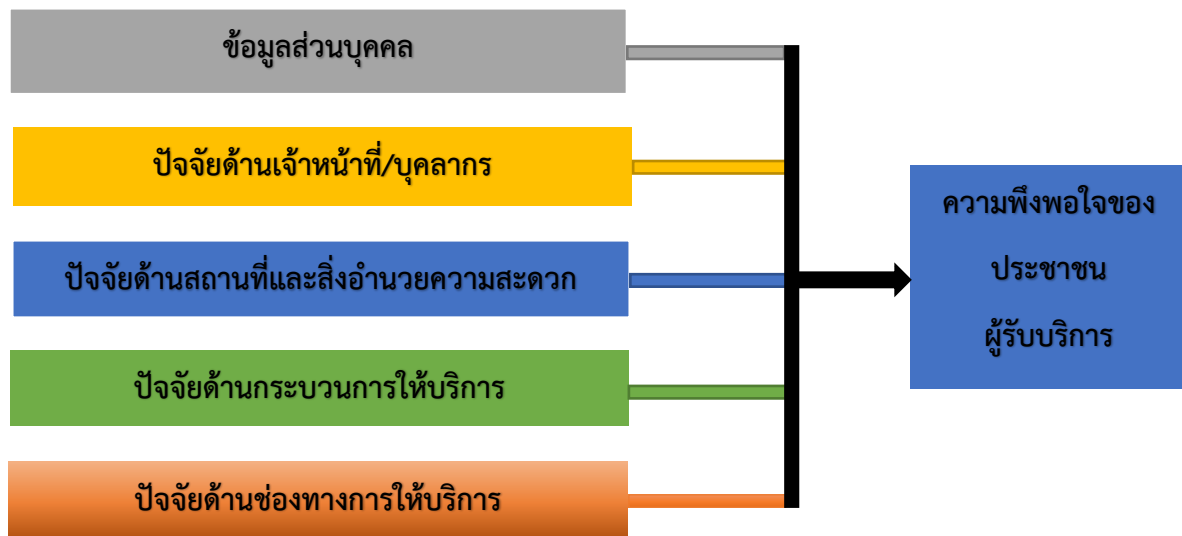 ข้อมูลส่วนบุคคล
ปัจจัยด้านเจ้าหน้าที่/บุคลากร
ปัจจัยด้านสถานที่และสิ่งอำนวยความสะดวก
ปัจจัยด้านกระบวนการให้บริการ
ปัจจัยด้านช่องทางการให้บริการ
ความพึงพอใจของ
ประชาชน
ผู้รับบริการ